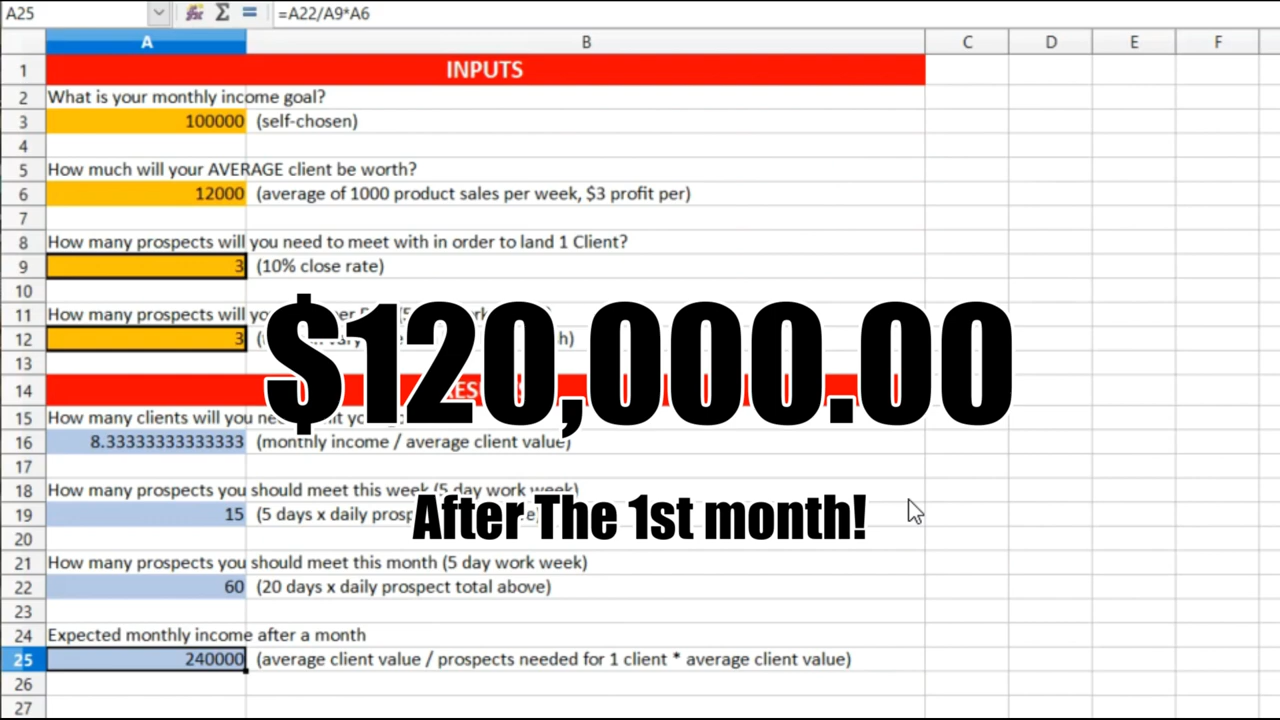 A25 =A22/A9*A6
A B C D E F
1 INPUTS
2 What is your monthly income goal?
3 100000 (self-chosen)
4
5 How much will your AVERAGE client be worth?
6 12000 (average of 1000 product sales per week, $3 profit per)
7
8 How many prospects will you need to meet with in order to land 1 Client?
9 3 (10% close rate)
10
11 How many prospects will
12 3
13
$120,000.00
14
15 How many clients will you
16 8.33333333333333 (monthly income / average client value)
17
18 How many prospects you should meet this week (5 day work week)
19 15 (5 days x daily
After The 1st month!
20
21 How many prospects you should meet this month (5 day work week)
22 60 (20 days x daily prospect total above)
23
24 Expected monthly income after a month
25 240000 (average client value / prospects needed for 1 client * average client value)
26
27